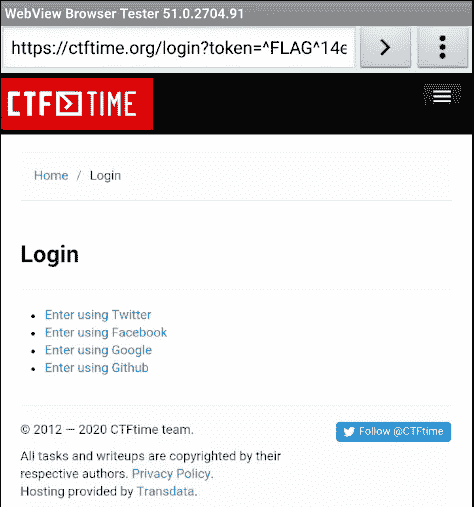 WebView Browser Tester 51.0.2704.91
https://ctftime.org/login?token=^FLAG^14
CTF TIME
Home / Login
Login
Enter using Twitter
Enter using Facebook
Enter using Google
Enter using Github
© 2012 — 2020 CTFtime team.
Follow @CTFtime
All tasks and writeups are copyrighted by their
respective authors. Privacy Policy.
Hosting provided by Transdata.